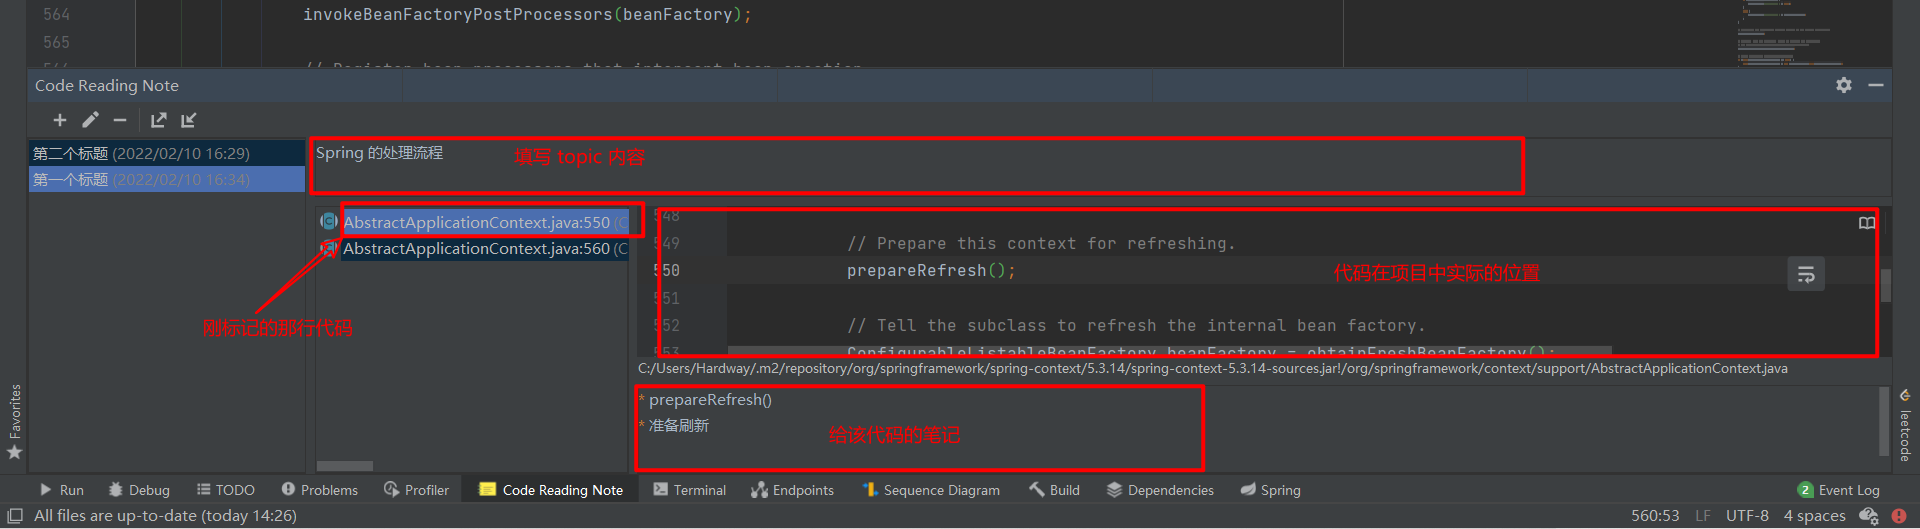 564
invokeBeanFactoryPostProcessors(beanFactory);
565
566
// Register bean processors that intercept bean creation
Code Reading Note
第二个标题 (2022/02/10 16:29)
第一个标题 (2022/02/10 16:34)
Spring 的处理流程
填写 topic 内容
AbstractApplicationContext.java:550 (C
AbstractApplicationContext.java:560 (C
刚标记的那行代码
548
549 // Prepare this context for refreshing.
550 prepareRefresh();
代码在项目中实际的位置
551
552 // Tell the subclass to refresh the internal bean factory.
553 ConfigurableListableBeanFactory beanFactory = obtainFreshBeanFactory();
C:/Users/Hardway/.m2/repository/org/springframework/spring-context/5.3.14/spring-context-5.3.14-sources.jar!/org/springframework/context/support/AbstractApplicationContext.java
* prepareRefresh()
* 准备刷新
给该代码的笔记
Favorites
leetcode
Run Debug TODO Problems Profiler Code Reading Note Terminal Endpoints Sequence Diagram Build Dependencies Spring 2 Event Log
All files are up-to-date (today 14:26) 560:53 LF UTF-8 4 spaces